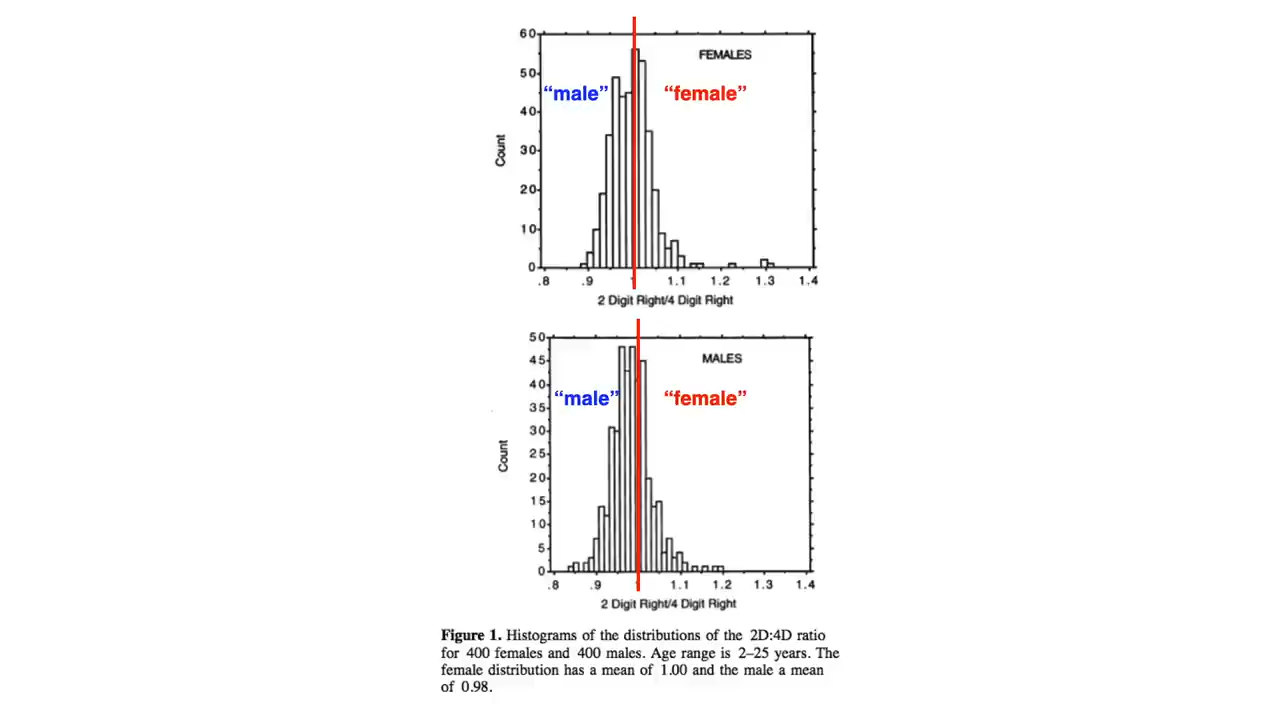 60
50
40
30
20
10
0
Count
FEMALES
“male”
“female”
.8
.9
1.1
1.2
1.3
1.4
2 Digit Right/4 Digit Right
50
45
40
35
30
25
20
15
10
5
0
Count
MALES
“male”
“female”
.8
.9
1.1
1.2
1.3
1.4
2 Digit Right/4 Digit Right
Figure 1. Histograms of the distributions of the 2D:4D ratio
for 400 females and 400 males. Age range is 2–25 years. The
female distribution has a mean of 1.00 and the male a mean
of 0.98.